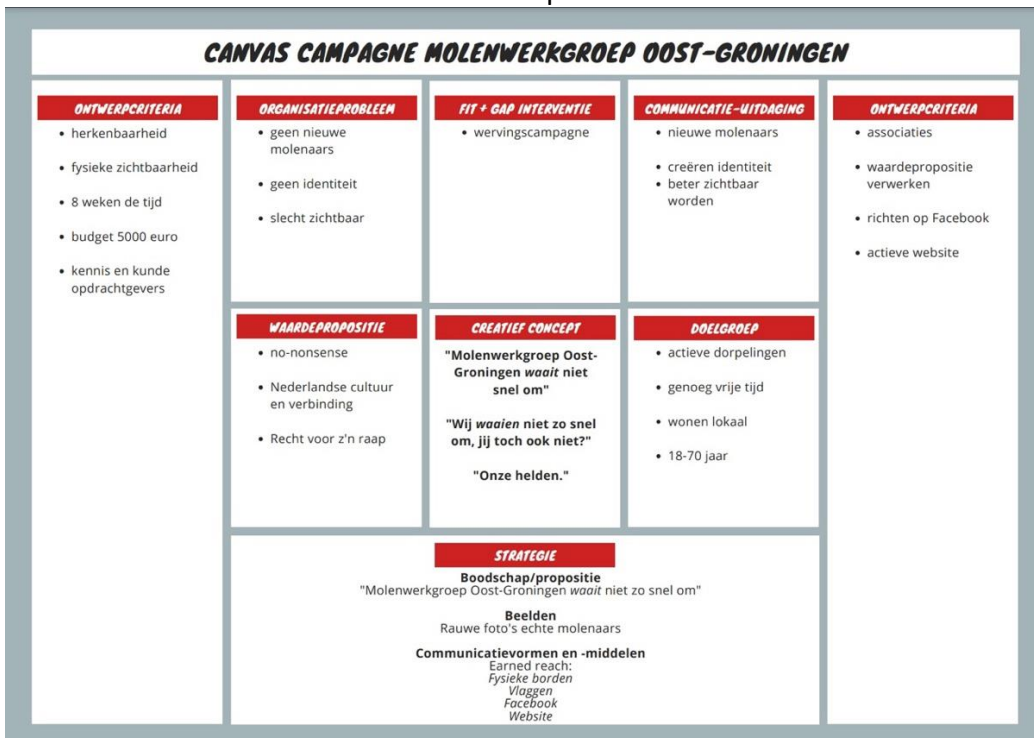 CANVAS CAMPAGNE MOLENWERKGROEP OOST-GRONINGEN
ONTWERPCRITERIA
• herkenbaarheid
• fysieke zichtbaarheid
• 8 weken de tijd
• budget 5000 euro
• kennis en kunde
opdrachtgevers
ORGANISATIEPROBLEEM
• geen nieuwe
molenaars
• geen identiteit
• slecht zichtbaar
FIT + GAP INTERVENTIE
• wervingscampagne
COMMUNICATIE-UITDAGING
• nieuwe molenaars
• creëren identiteit
• beter zichtbaar
worden
ONTWERPCRITERIA
• associaties
• waardepropositie
verwerken
• richten op Facebook
• actieve website
WAARDEPROPOSITIE
• no-nonsense
• Nederlandse cultuur
en verbinding
• Recht voor z'n raap
CREATIEF CONCEPT
"Molenwerkgroep Oost-
Groningen waait niet
snel om"
"Wij waaien niet zo snel
om, jij toch ook niet?"
"Onze helden."
DOELGROEP
• actieve dorpelingen
• genoeg vrije tijd
• wonen lokaal
• 18-70 jaar
STRATEGIE
Boodschap/propositie
"Molenwerkgroep Oost-Groningen waait niet zo snel om"
Beelden
Rauwe foto's echte molenaars
Communicatievormen en -middelen
Earned reach:
Fysieke borden
Vlaggen
Facebook
Website